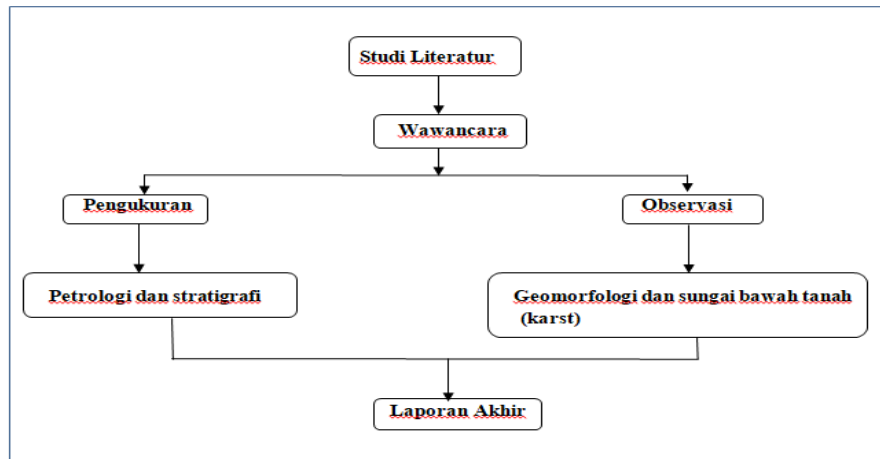 Studi Literatur
Wawancara
Pengukuran
Observasi
Petrologi dan stratigrafi
Geomorfologi dan sungai bawah tanah
(karst)
Laporan Akhir